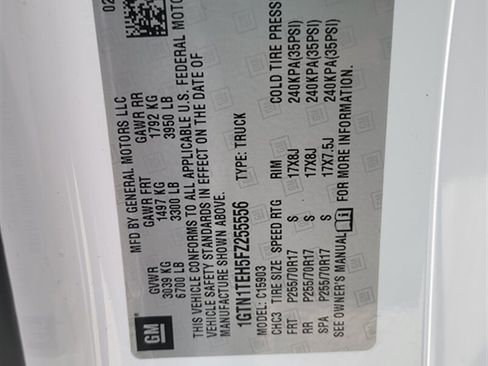 02
MFD BY GENERAL MOTORS LLC
GVWR GAWR FRT GAWR RR
3039 KG 1497 KG 1792 KG
6700 LB 3300 LB 3950 LB
THIS VEHICLE CONFORMS TO ALL APPLICABLE U.S. FEDERAL MOTOR
VEHICLE SAFETY STANDARDS IN EFFECT ON THE DATE OF
MANUFACTURE SHOWN ABOVE.
1GTN1TEH5FZ255556 TYPE: TRUCK
MODEL: C15903
CHC3 TIRE SIZE SPEED RTG RIM COLD TIRE PRESS
FRT P255/70R17 S 17X8J 240KPA(35PSI)
RR P255/70R17 S 17X8J 240KPA(35PSI)
SPA P255/70R17 S 17X7.5J 240KPA(35PSI)
SEE OWNER'S MANUAL FOR MORE INFORMATION.
GM